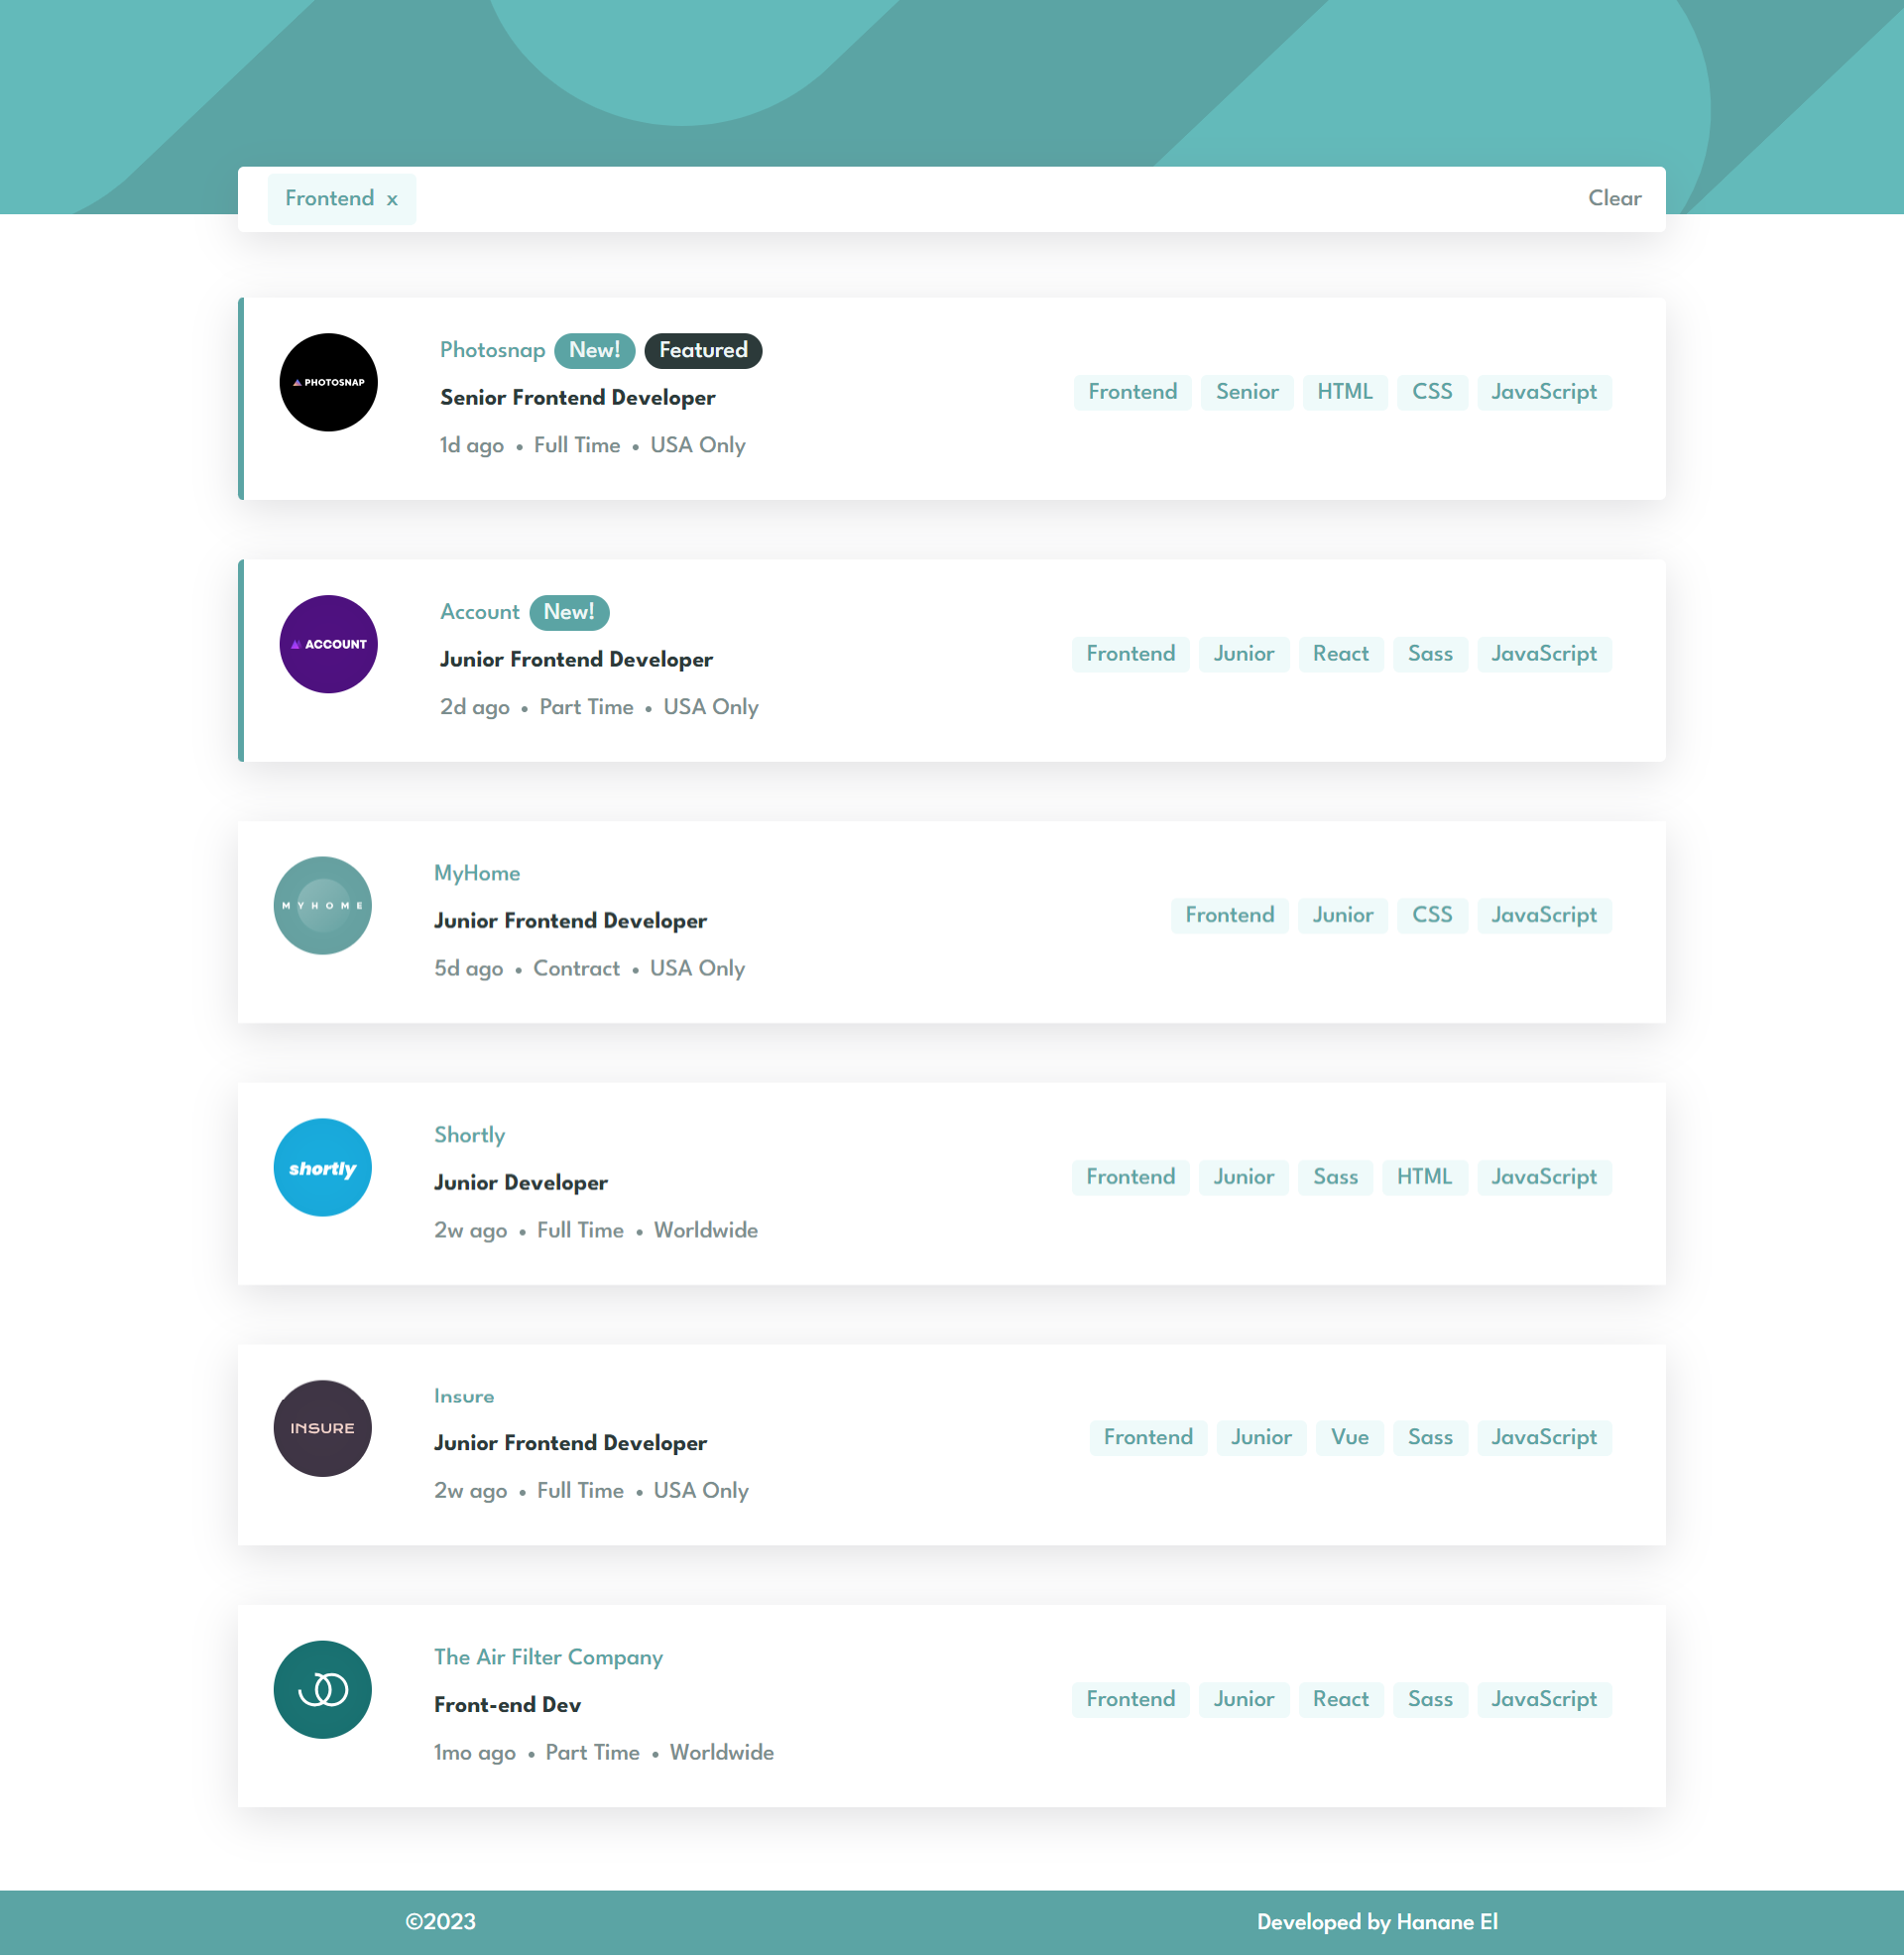 Frontend x Clear
PHOTOSNAP
Photosnap New! Featured
Senior Frontend Developer
1d ago • Full Time • USA Only
Frontend Senior HTML CSS JavaScript
ACCOUNT
Account New!
Junior Frontend Developer
2d ago • Part Time • USA Only
Frontend Junior React Sass JavaScript
MYHOME
MyHome
Junior Frontend Developer
5d ago • Contract • USA Only
Frontend Junior CSS JavaScript
shortly
Shortly
Junior Developer
2w ago • Full Time • Worldwide
Frontend Junior Sass HTML JavaScript
INSURE
Insure
Junior Frontend Developer
2w ago • Full Time • USA Only
Frontend Junior Vue Sass JavaScript
The Air Filter Company
Front-end Dev
1mo ago • Part Time • Worldwide
Frontend Junior React Sass JavaScript
©2023 Developed by Hanane El